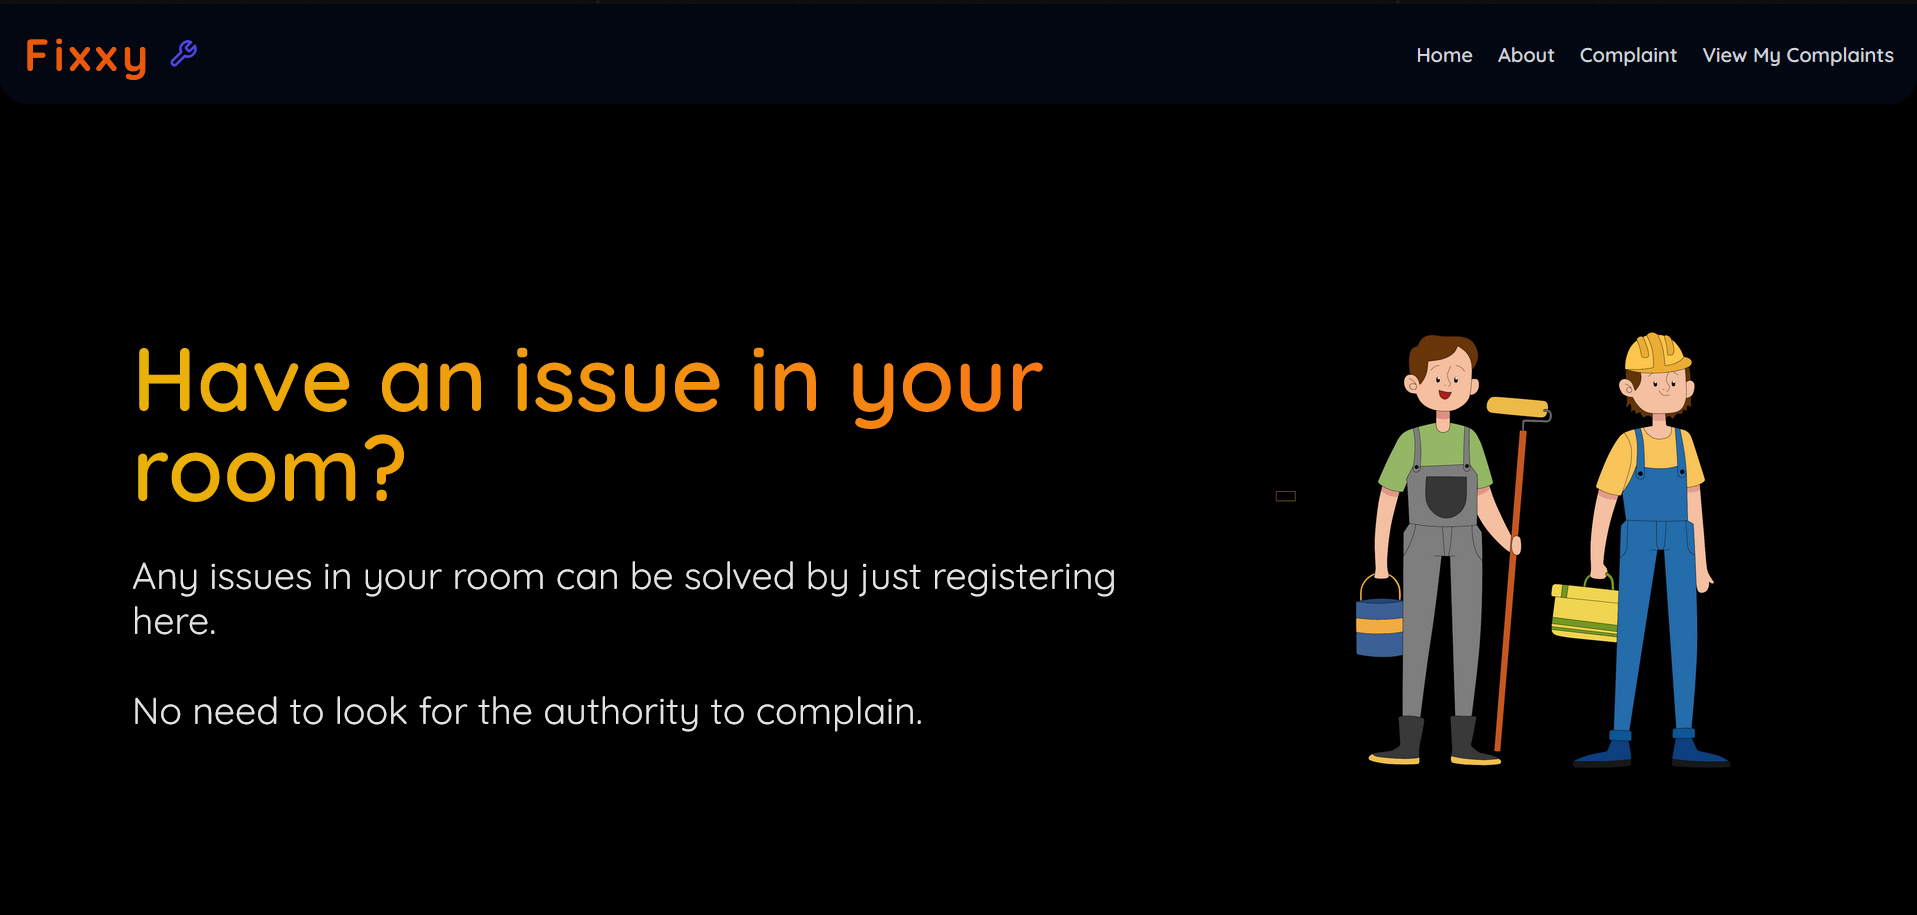 Fixxy
Home About Complaint View My Complaints
Have an issue in your
room?
Any issues in your room can be solved by just registering
here.
No need to look for the authority to complain.